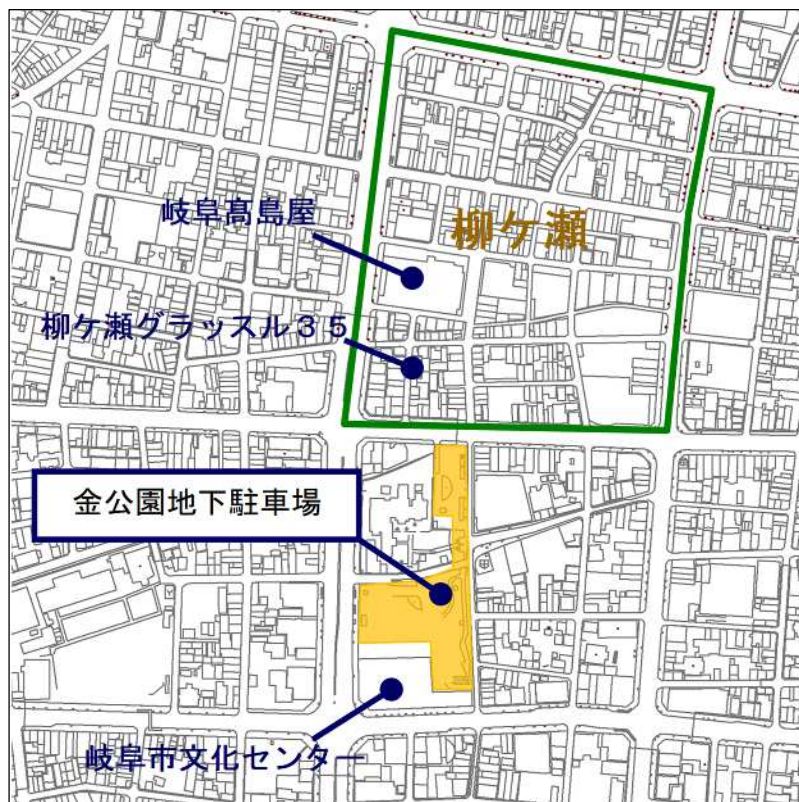 岐阜髙島屋
柳ケ瀬
柳ケ瀬グラッスル３５
金公園地下駐車場
岐阜市文化センター